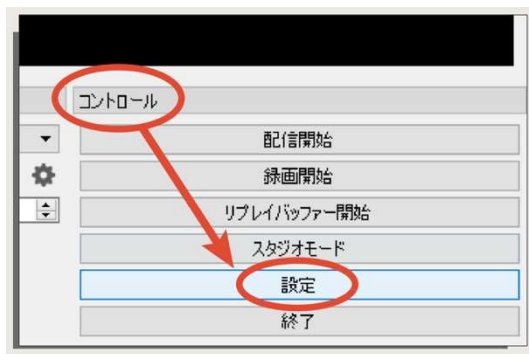 コントロール
配信開始
録画開始
リプレイバッファー開始
スタジオモード
設定
終了